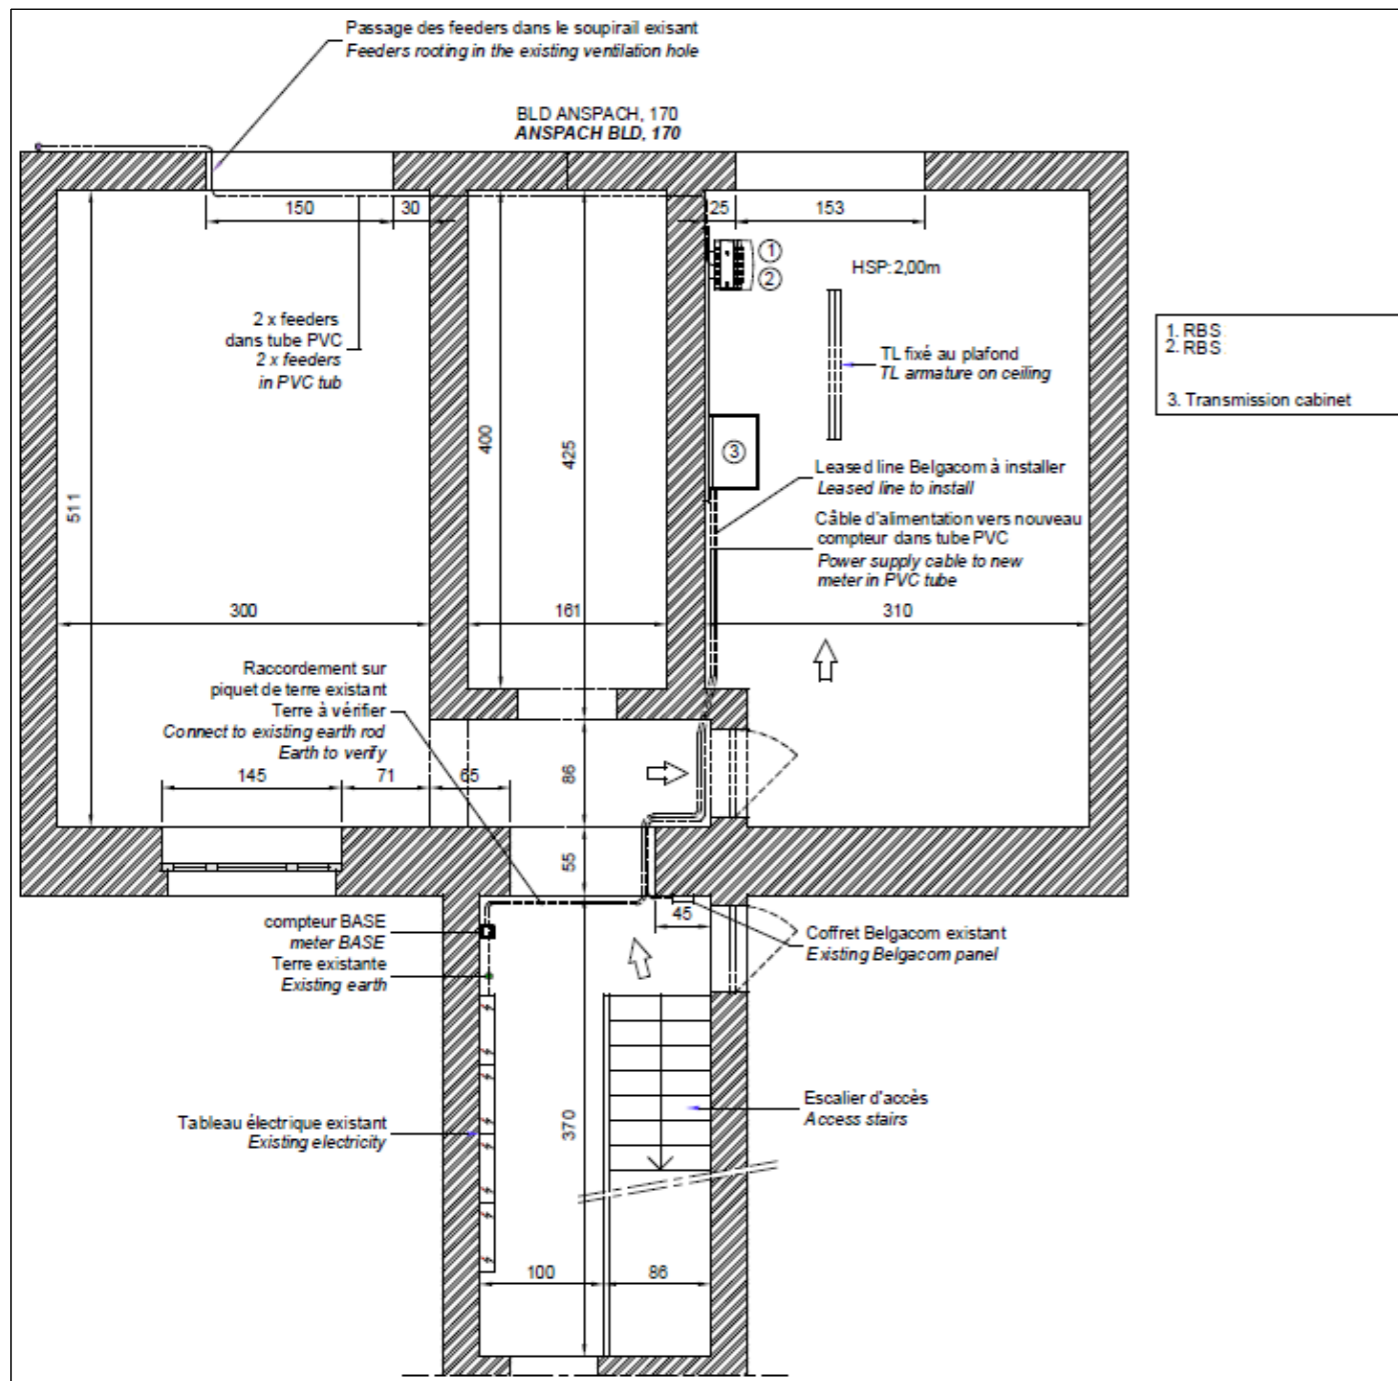 Passage des feeders dans le soupirail exisant
Feeders rooting in the existing ventilation hole
BLD ANSPACH, 170
ANSPACH BLD, 170
150
30
25
153
1
2
HSP: 2,00m
2 x feeders
dans tube PVC
2 x feeders
in PVC tub
TL fixé au plafond
TL armature on ceiling
1. RBS
2. RBS
3. Transmission cabinet
400
425
3
511
Leased line Belgacom à installer
Leased line to install
Câble d'alimentation vers nouveau
compteur dans tube PVC
Power supply cable to new
meter in PVC tube
300
161
310
Raccordement sur
piquet de terre existant
Terre à vérifier
Connect to existing earth rod
Earth to verify
145
71
65
86
55
45
compteur BASE
meter BASE
Terre existante
Existing earth
Coffret Belgacom existant
Existing Belgacom panel
Tableau électrique existant
Existing electricity
370
Escalier d'accès
Access stairs
100
86